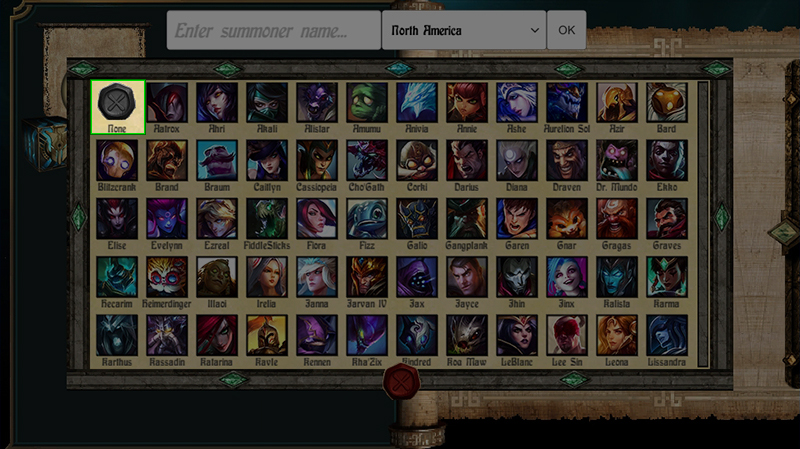 Enter summoner name...
North America
OK
None Aatrox Ahri Akali Alistar Amumu Anivia Annie Ashe Aurelion Sol Azir Bard
Blitzcrank Brand Braum Caitlyn Cassiopeia Cho'Gath Corki Darius Diana Draven Dr. Mundo Ekko
Elise Evelynn Ezreal FiddleSticks Fiora Fizz Galio Gangplank Garen Gnar Gragas Graves
Hecarim Heimerdinger Illaoi Irelia Janna Jarvan IV Jax Jayce Jhin Jinx Kalista Karma
Karthus Kassadin Katarina Kayle Kennen Kha'Zix Kindred Kog'Maw LeBlanc Lee Sin Leona Lissandra